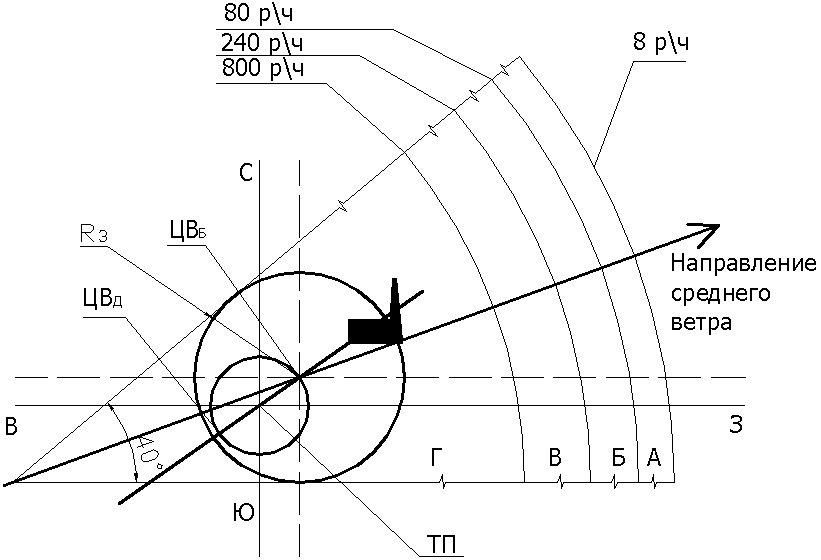 80 р\ч
240 р\ч
800 р\ч
8 р\ч
С
ЦВБ
Rз
Направление
среднего
ветра
ЦВД
В
З
40°
Г
В
Б
А
Ю
ТП